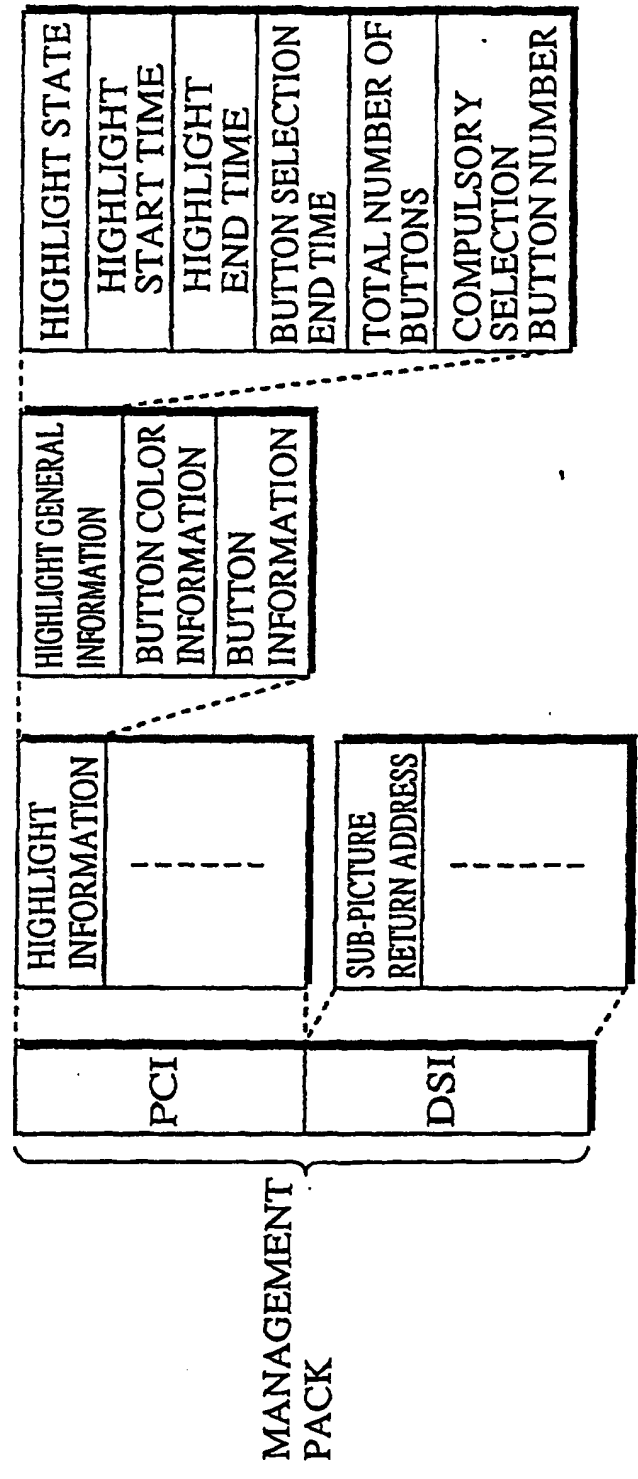 MANAGEMENT
PACK
PCI
DSI
HIGHLIGHT
INFORMATION
SUB-PICTURE
RETURN ADDRESS
HIGHLIGHT GENERAL
INFORMATION
BUTTON COLOR
INFORMATION
BUTTON
INFORMATION
HIGHLIGHT STATE
HIGHLIGHT
START TIME
HIGHLIGHT
END TIME
BUTTON SELECTION
END TIME
TOTAL NUMBER OF
BUTTONS
COMPULSORY
SELECTION
BUTTON NUMBER